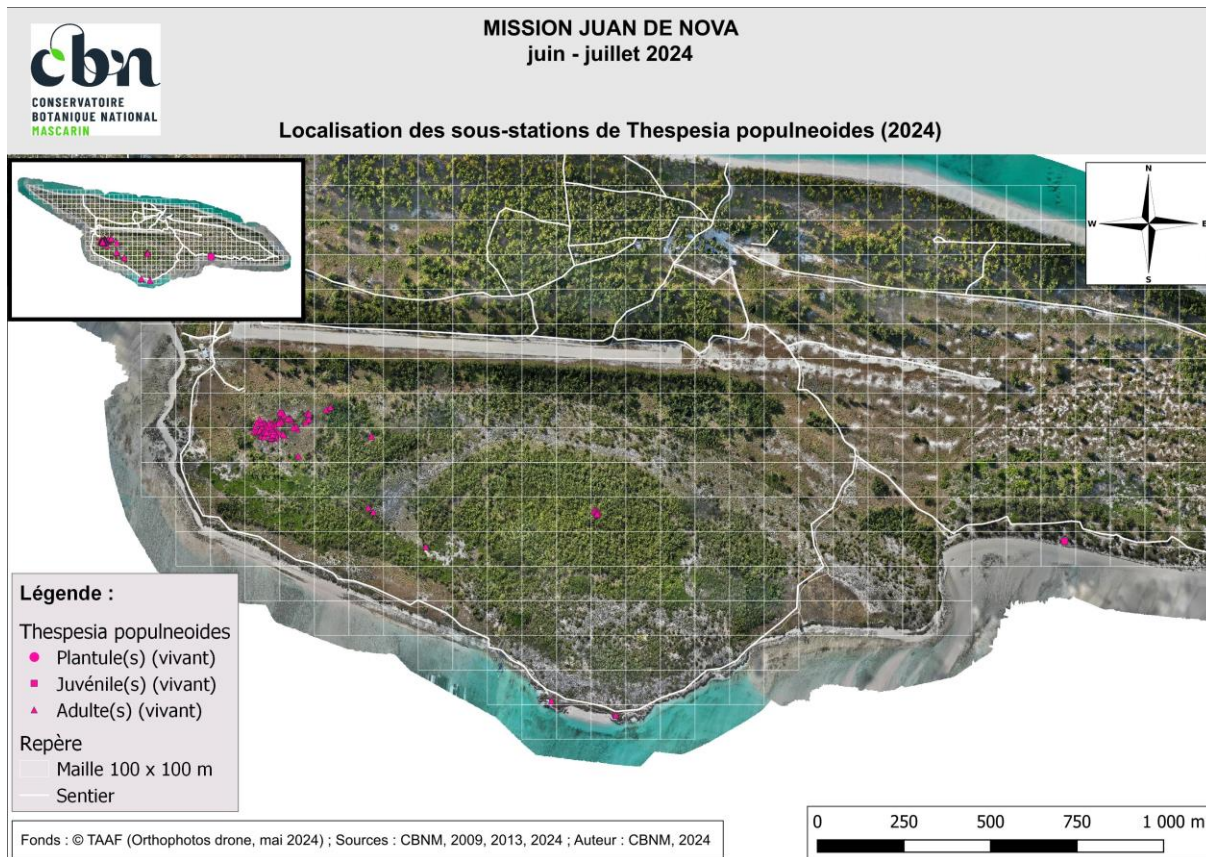 MISSION JUAN DE NOVA
juin - juillet 2024
cbn
CONSERVATOIRE
BOTANIQUE NATIONAL
MASCARIN
Localisation des sous-stations de Thespesia populneoides (2024)
N
W
E
S
Légende :
Thespesia populneoides
Plantule(s) (vivant)
Juvénile(s) (vivant)
Adulte(s) (vivant)
Repère
Maille 100 x 100 m
Sentier
Fonds : © TAAF (Orthophotos drone, mai 2024) ; Sources : CBNM, 2009, 2013, 2024 ; Auteur : CBNM, 2024
0 250 500 750 1 000 m